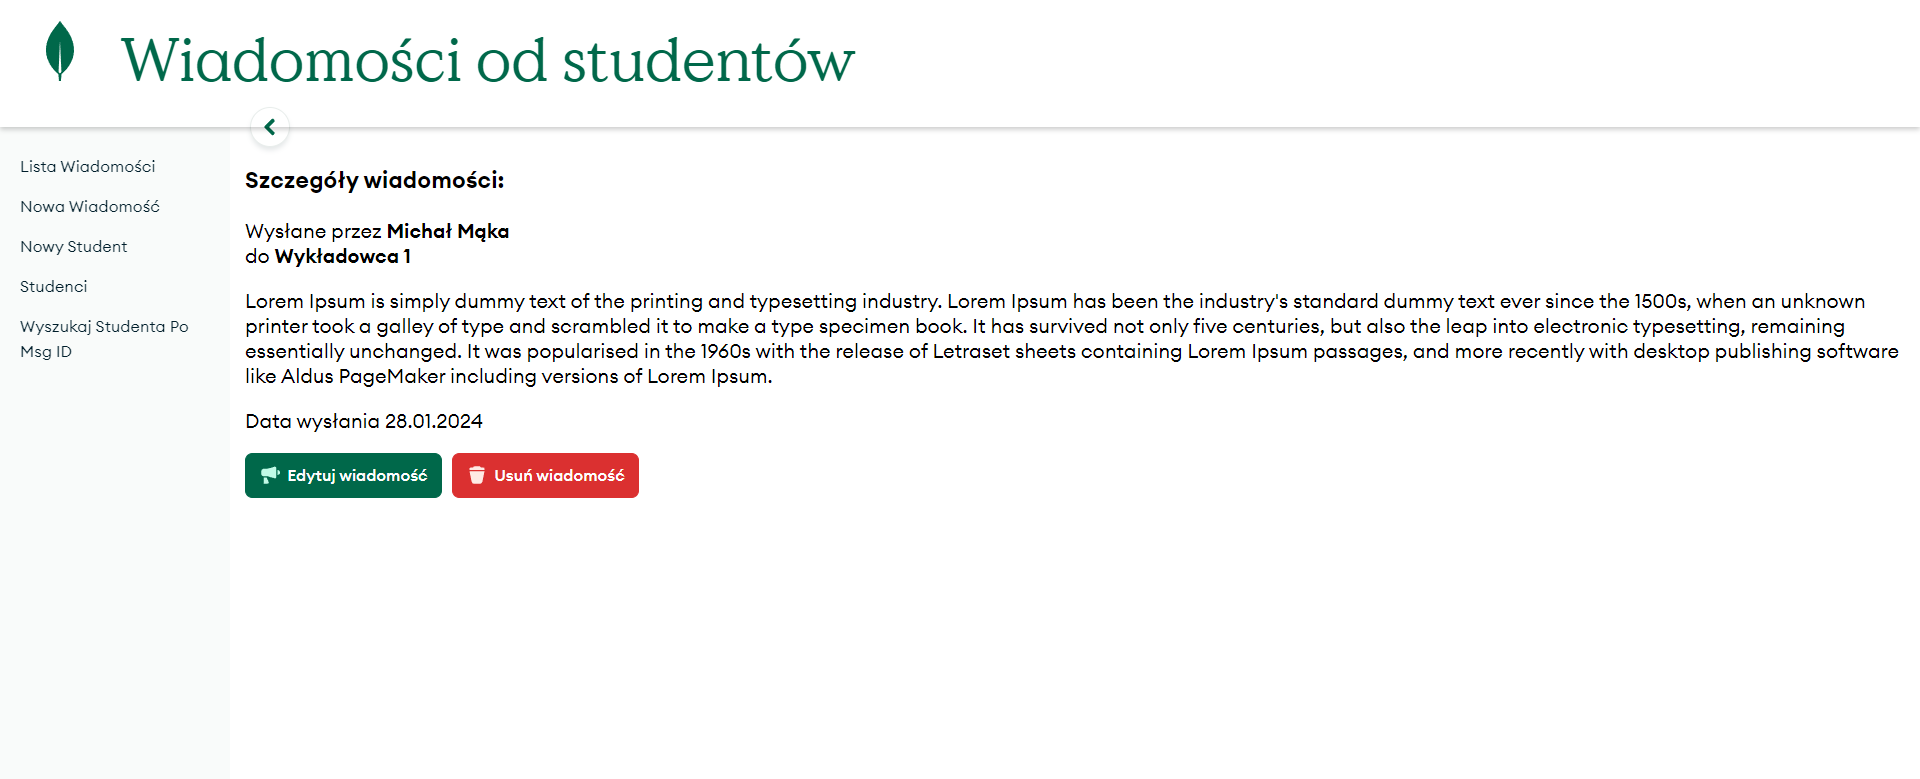 Wiadomości od studentów
Lista Wiadomości
Nowa Wiadomość
Nowy Student
Studenci
Wyszukaj Studenta Po
Msg ID
Szczegóły wiadomości:
Wysłane przez Michał Mąka
do Wykładowca 1
Lorem Ipsum is simply dummy text of the printing and typesetting industry. Lorem Ipsum has been the industry's standard dummy text ever since the 1500s, when an unknown
printer took a galley of type and scrambled it to make a type specimen book. It has survived not only five centuries, but also the leap into electronic typesetting, remaining
essentially unchanged. It was popularised in the 1960s with the release of Letraset sheets containing Lorem Ipsum passages, and more recently with desktop publishing software
like Aldus PageMaker including versions of Lorem Ipsum.
Data wysłania 28.01.2024
Edytuj wiadomość
Usuń wiadomość